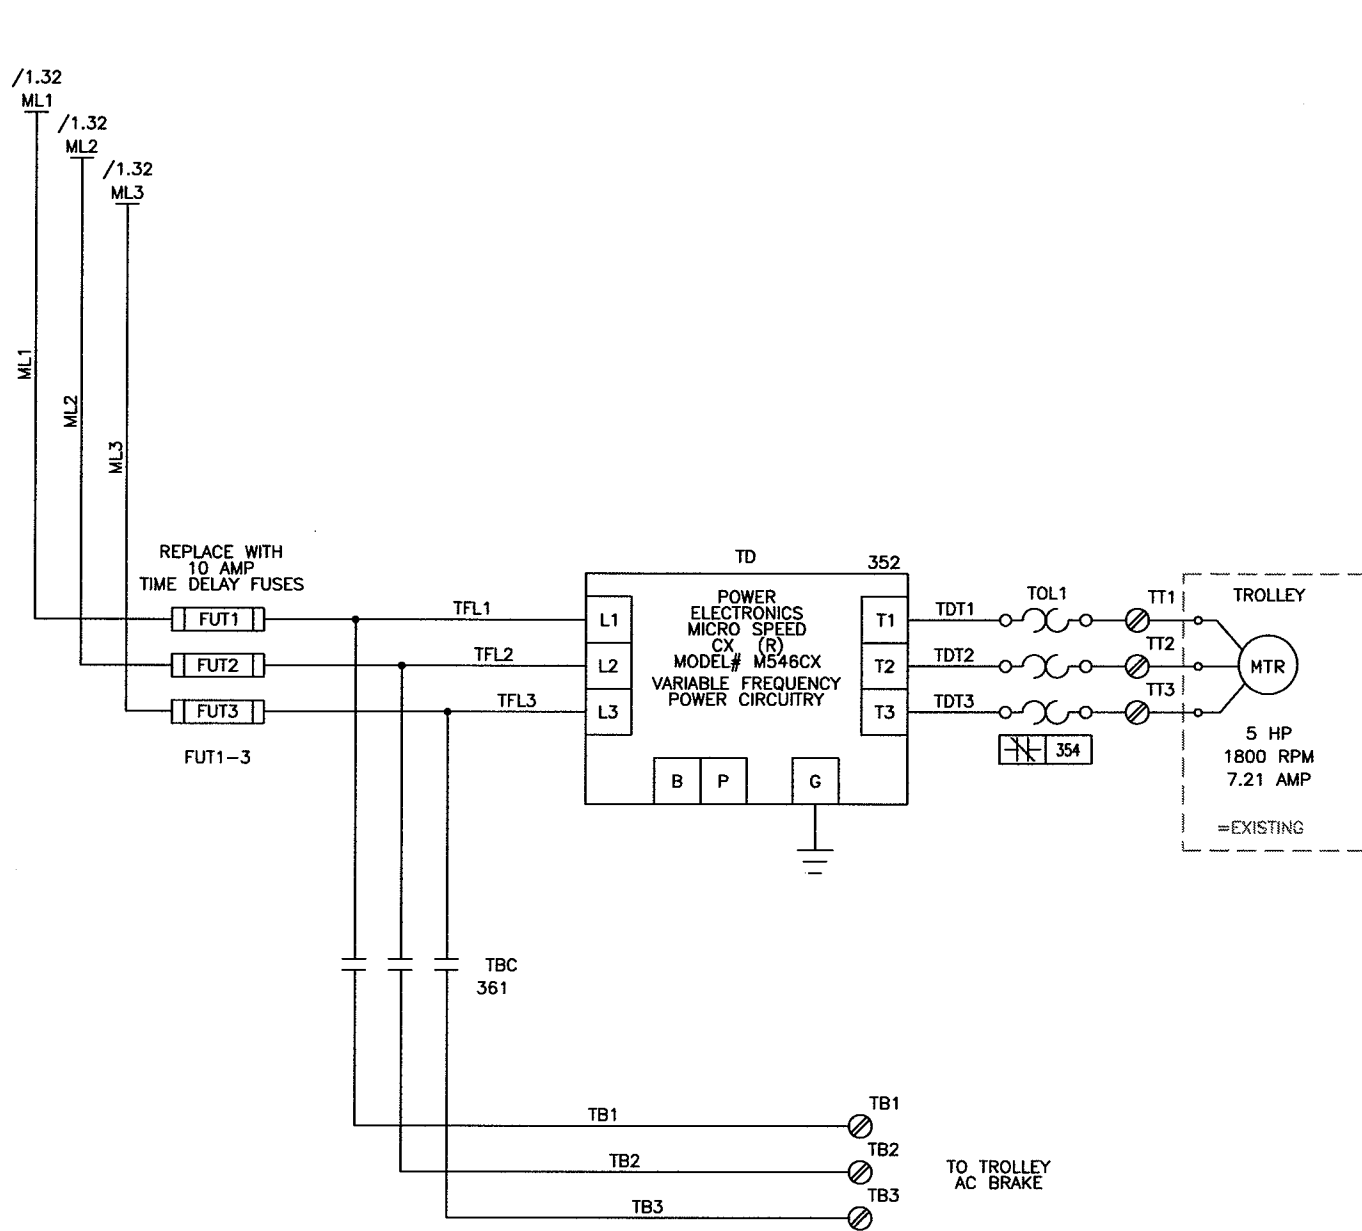 /1.32
ML1
/1.32
ML2
/1.32
ML3
ML1
ML2
ML3
REPLACE WITH
10 AMP
TIME DELAY FUSES
FUT1
FUT2
FUT3
FUT1-3
TFL1
TFL2
TFL3
TD
352
L1
L2
L3
POWER
ELECTRONICS
MICRO SPEED
CX (R)
MODEL# M546CX
VARIABLE FREQUENCY
POWER CIRCUITRY
T1
T2
T3
B
P
G
TDT1
TDT2
TDT3
TOL1
354
TT1
TT2
TT3
TROLLEY
MTR
5 HP
1800 RPM
7.21 AMP
=EXISTING
TBC
361
TB1
TB2
TB3
TB1
TB2
TB3
TO TROLLEY
AC BRAKE